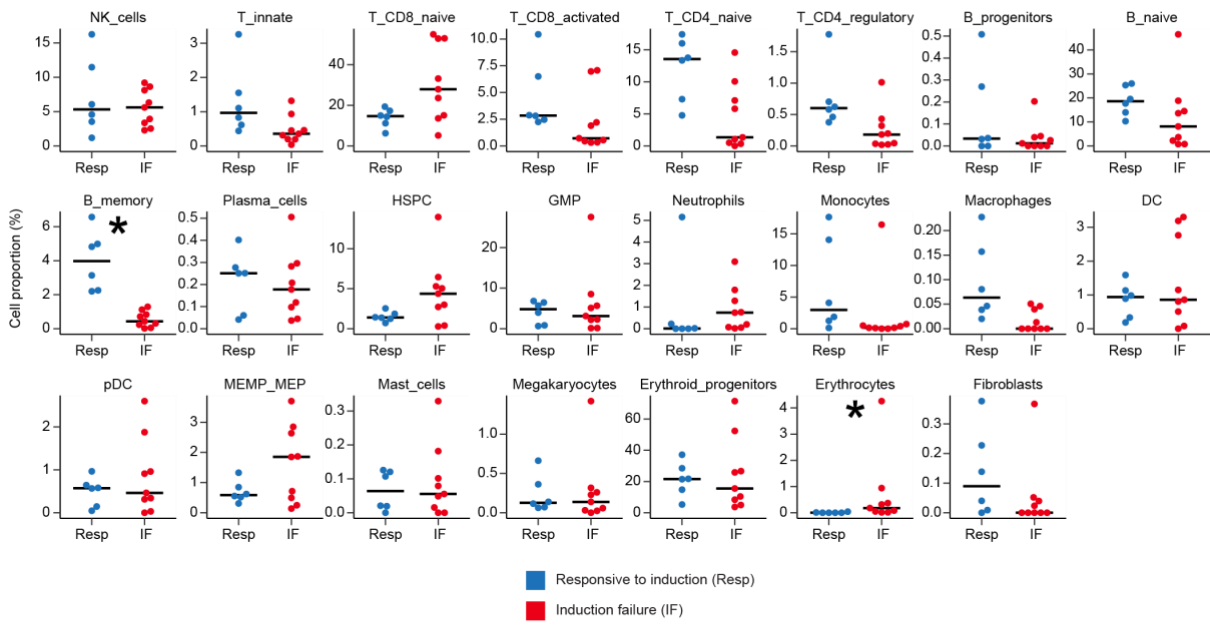 NK_cells T_innate T_CD8_naive T_CD8_activated T_CD4_naive T_CD4_regulatory B_progenitors B_naive
15 10 5 0
3 2 1 0
40 20 0
10.0 7.5 5.0 2.5 0.0
15 10 5 0
1.5 1.0 0.5 0.0
0.5 0.4 0.3 0.2 0.1 0.0
40 30 20 10 0
Resp IF Resp IF Resp IF Resp IF Resp IF Resp IF Resp IF Resp IF
Cell proportion (%)
B_memory Plasma_cells HSPC GMP Neutrophils Monocytes Macrophages DC
*
6 4 2 0
0.5 0.4 0.3 0.2 0.1 0.0
10 5 0
20 10 0
5 4 3 2 1 0
15 10 5 0
0.20 0.15 0.10 0.05 0.00
3 2 1 0
Resp IF Resp IF Resp IF Resp IF Resp IF Resp IF Resp IF Resp IF
pDC MEMP_MEP Mast_cells Megakaryocytes Erythroid_progenitors Erythrocytes Fibroblasts
*
2 1 0
3 2 1 0
0.3 0.2 0.1 0.0
1.0 0.5 0.0
60 40 20 0
4 3 2 1 0
0.3 0.2 0.1 0.0
Resp IF Resp IF Resp IF Resp IF Resp IF Resp IF Resp IF
Responsive to induction (Resp)
Induction failure (IF)